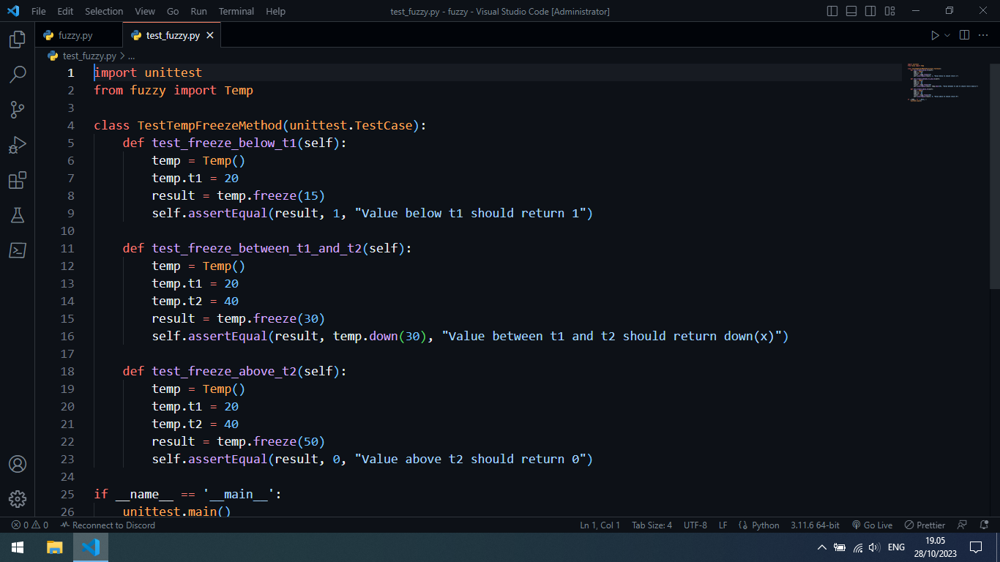 File Edit Selection View Go Run Terminal Help test_fuzzy.py - fuzzy - Visual Studio Code [Administrator]
fuzzy.py test_fuzzy.py
test_fuzzy.py > ...
1 import unittest
2 from fuzzy import Temp
3
4 class TestTempFreezeMethod(unittest.TestCase):
5     def test_freeze_below_t1(self):
6         temp = Temp()
7         temp.t1 = 20
8         result = temp.freeze(15)
9         self.assertEqual(result, 1, "Value below t1 should return 1")
10
11     def test_freeze_between_t1_and_t2(self):
12         temp = Temp()
13         temp.t1 = 20
14         temp.t2 = 40
15         result = temp.freeze(30)
16         self.assertEqual(result, temp.down(30), "Value between t1 and t2 should return down(x)")
17
18     def test_freeze_above_t2(self):
19         temp = Temp()
20         temp.t1 = 20
21         temp.t2 = 40
22         result = temp.freeze(50)
23         self.assertEqual(result, 0, "Value above t2 should return 0")
24
25 if __name__ == '__main__':
26     unittest.main()
0 0 Reconnect to Discord Ln 1, Col 1 Tab Size: 4 UTF-8 LF Python 3.11.6 64-bit Go Live Prettier
ENG 19.05
28/10/2023